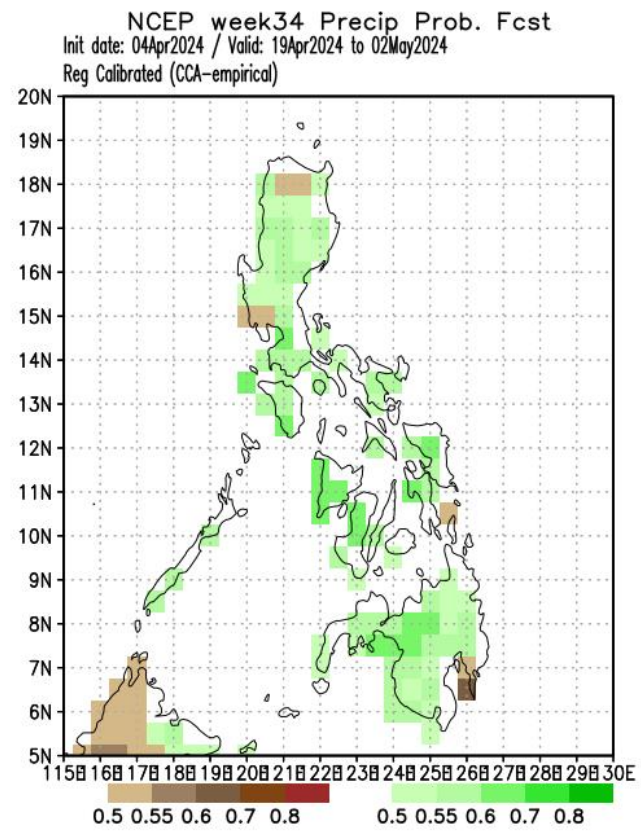 NCEP week34 Precip Prob. Fcst
Init date: 04Apr2024 / Valid: 19Apr2024 to 02May2024
Reg Calibrated (CCA-empirical)
20N
19N
18N
17N
16N
15N
14N
13N
12N
11N
10N
9N
8N
7N
6N
5N
115E 116E 117E 118E 119E 120E 121E 122E 123E 124E 125E 126E 127E 128E 129E 130E
0.5 0.55 0.6 0.7 0.8 0.5 0.55 0.6 0.7 0.8